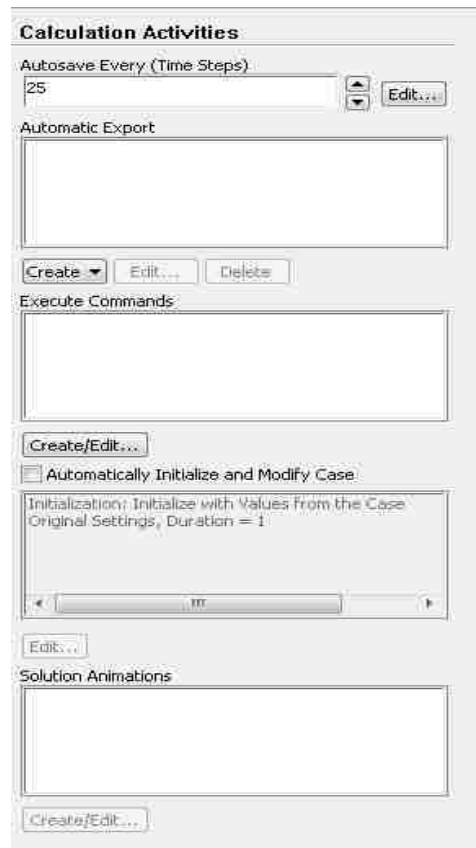 Calculation Activities
Autosave Every (Time Steps)
25
Edit...
Automatic Export
Create
Edit...
Delete
Execute Commands
Create/Edit...
Automatically Initialize and Modify Case
Initialization: Initialize with Values from the Case
Original Settings, Duration = 1
Edit...
Solution Animations
Create/Edit...